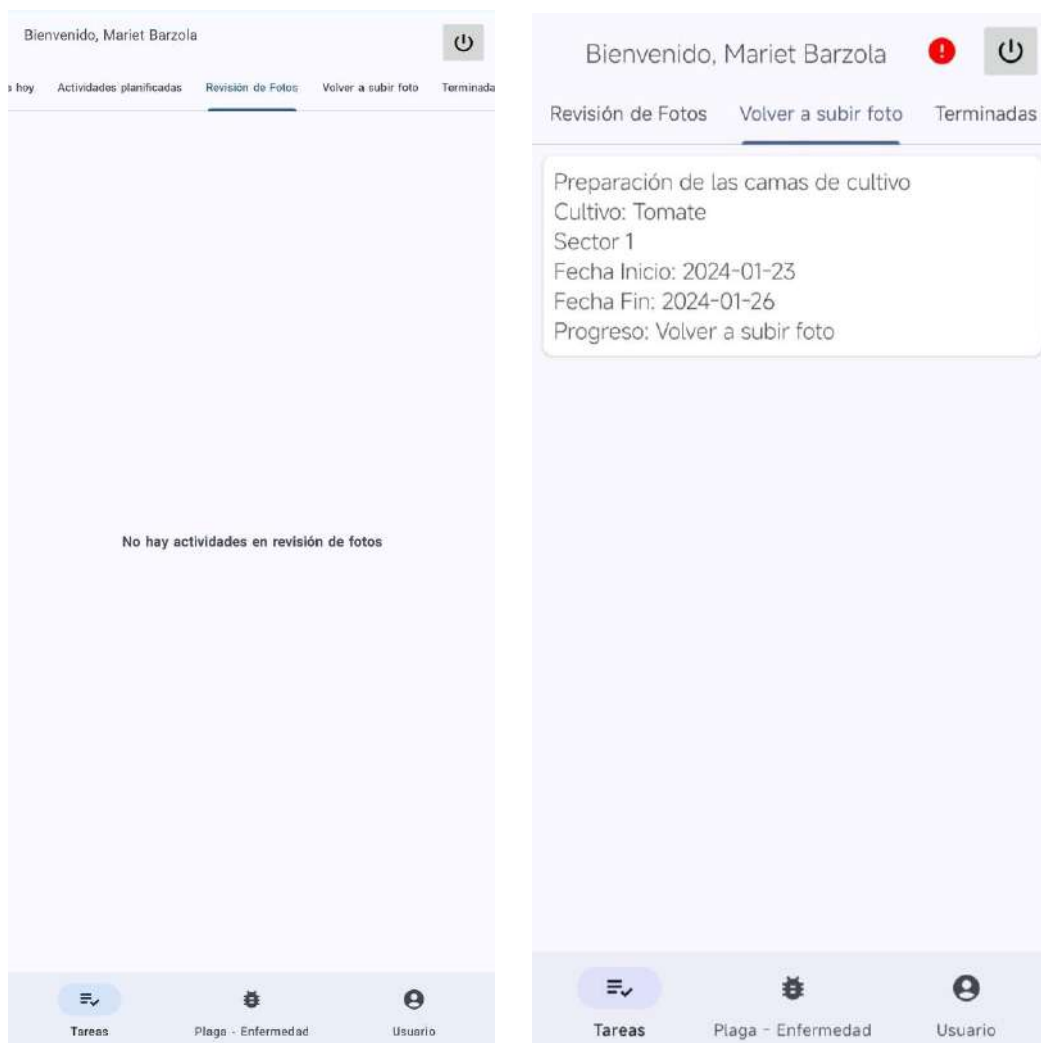 Bienvenido, Mariet Barzola
s hoy Actividades planificadas Revisión de Fotos Volver a subir foto Terminada
No hay actividades en revisión de fotos
Tareas Plaga - Enfermedad Usuario
Bienvenido, Mariet Barzola
Revisión de Fotos Volver a subir foto Terminadas
Preparación de las camas de cultivo
Cultivo: Tomate
Sector 1
Fecha Inicio: 2024-01-23
Fecha Fin: 2024-01-26
Progreso: Volver a subir foto
Tareas Plaga - Enfermedad Usuario